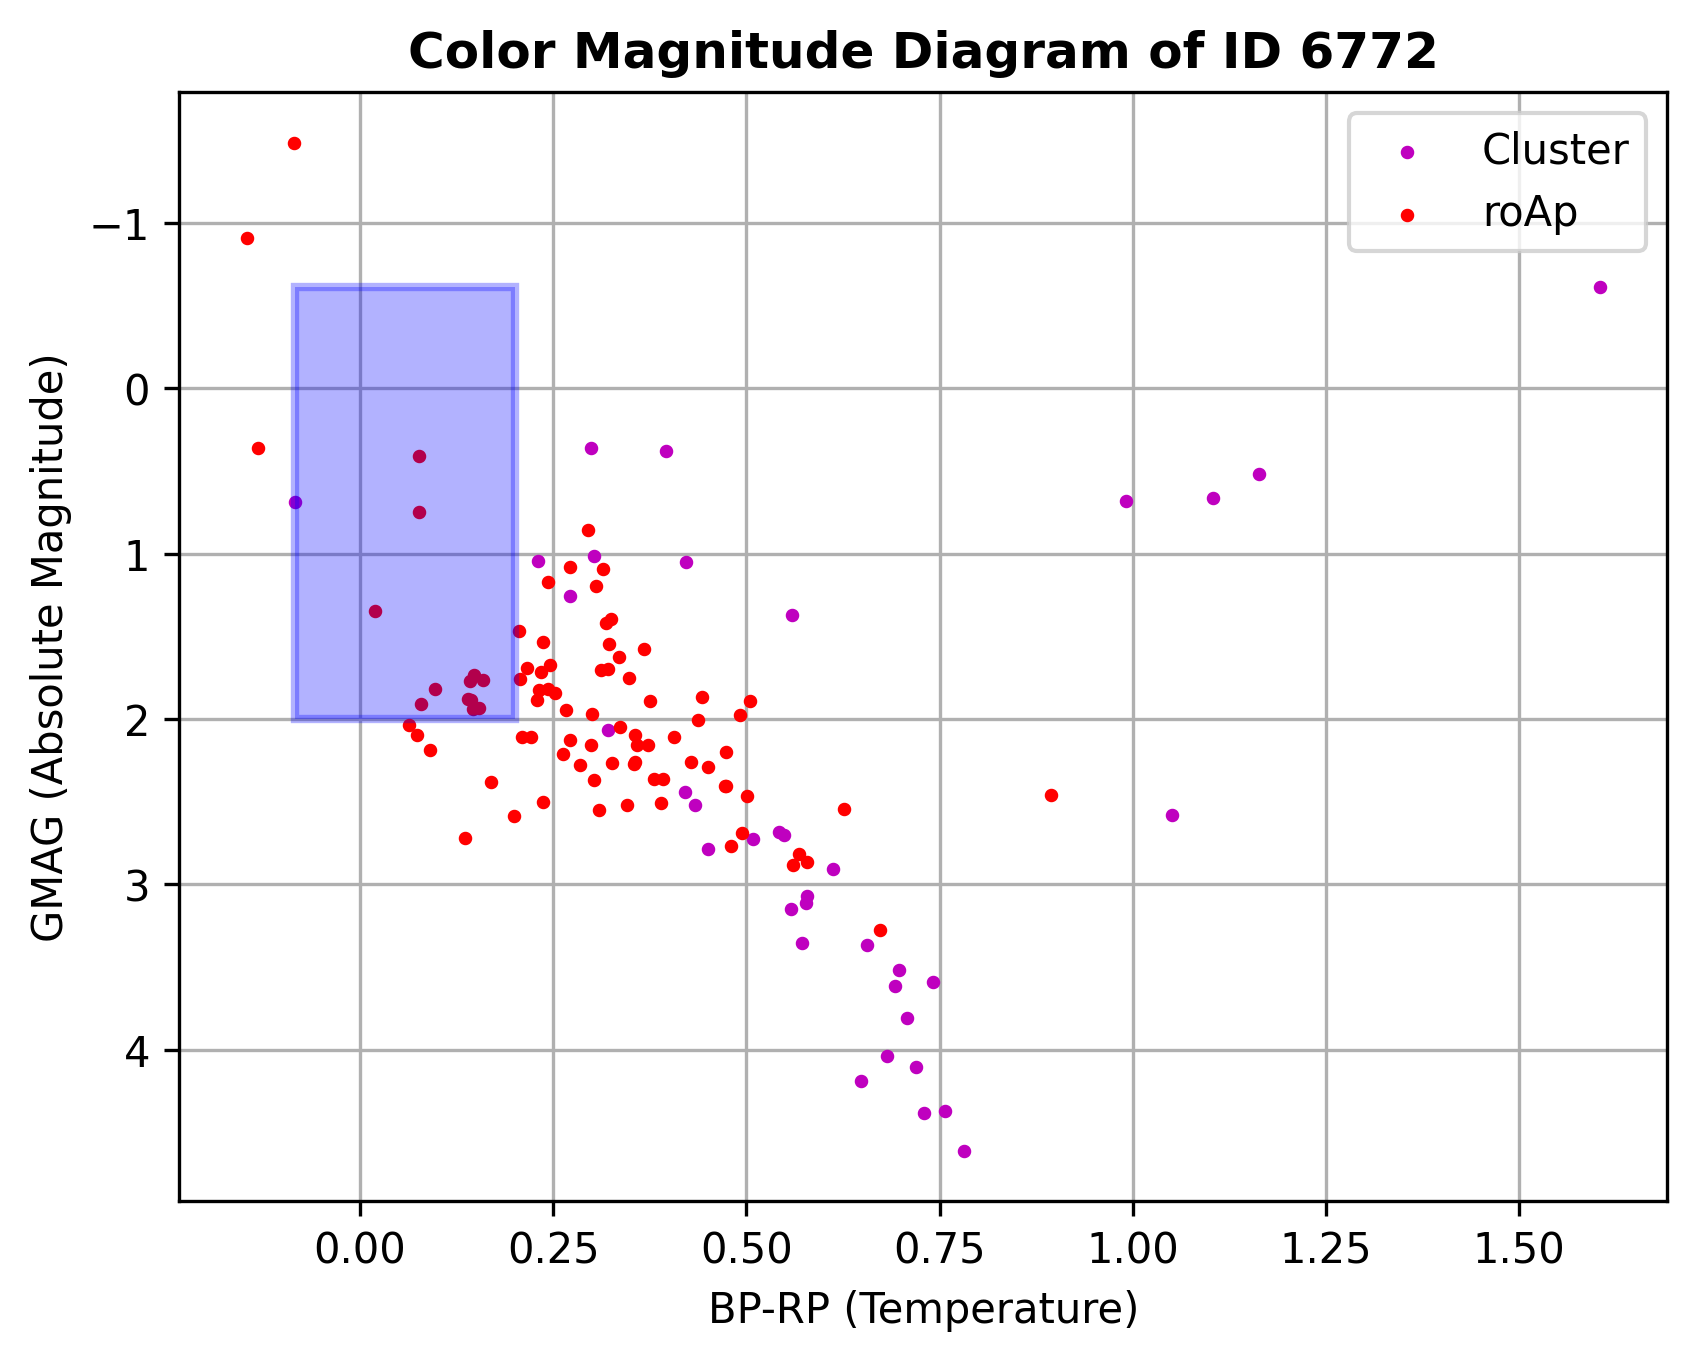 Color Magnitude Diagram of ID 6772
Cluster
roAp
−1
0
1
2
3
4
GMAG (Absolute Magnitude)
0.00 0.25 0.50 0.75 1.00 1.25 1.50
BP-RP (Temperature)